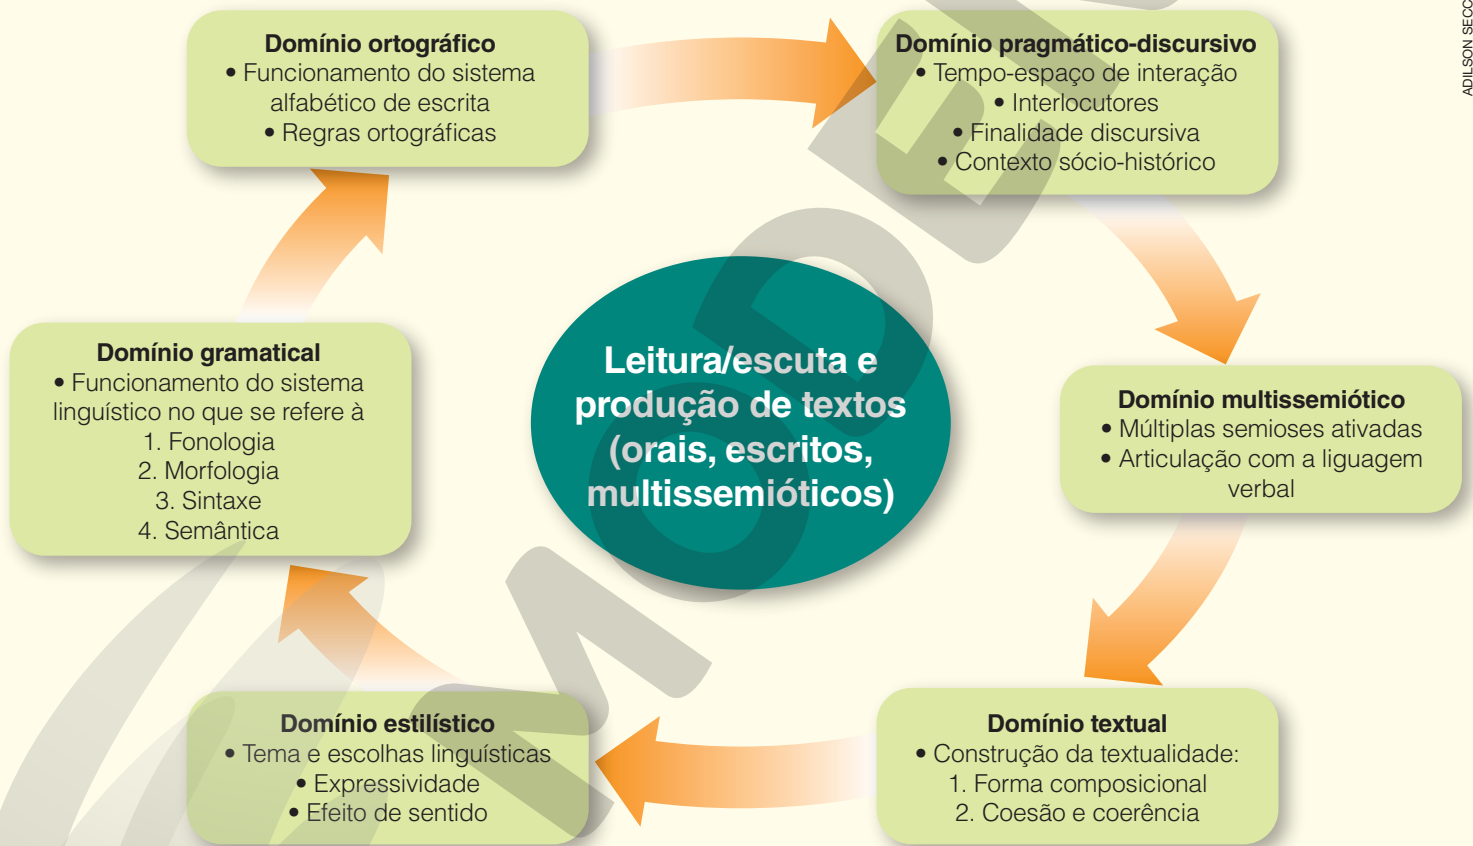 Domínio ortográfico
• Funcionamento do sistema
alfabético de escrita
• Regras ortográficas
Domínio pragmático-discursivo
• Tempo-espaço de interação
• Interlocutores
• Finalidade discursiva
• Contexto sócio-histórico
ADILSON SECC
Domínio multissemiótico
• Múltiplas semioses ativadas
• Articulação com a liguagem
verbal
Domínio textual
• Construção da textualidade:
1. Forma composicional
2. Coesão e coerência
Domínio estilístico
• Tema e escolhas linguísticas
• Expressividade
• Efeito de sentido
Domínio gramatical
• Funcionamento do sistema
linguístico no que se refere à
1. Fonologia
2. Morfologia
3. Sintaxe
4. Semântica
Leitura/escuta e
produção de textos
(orais, escritos,
multissemióticos)